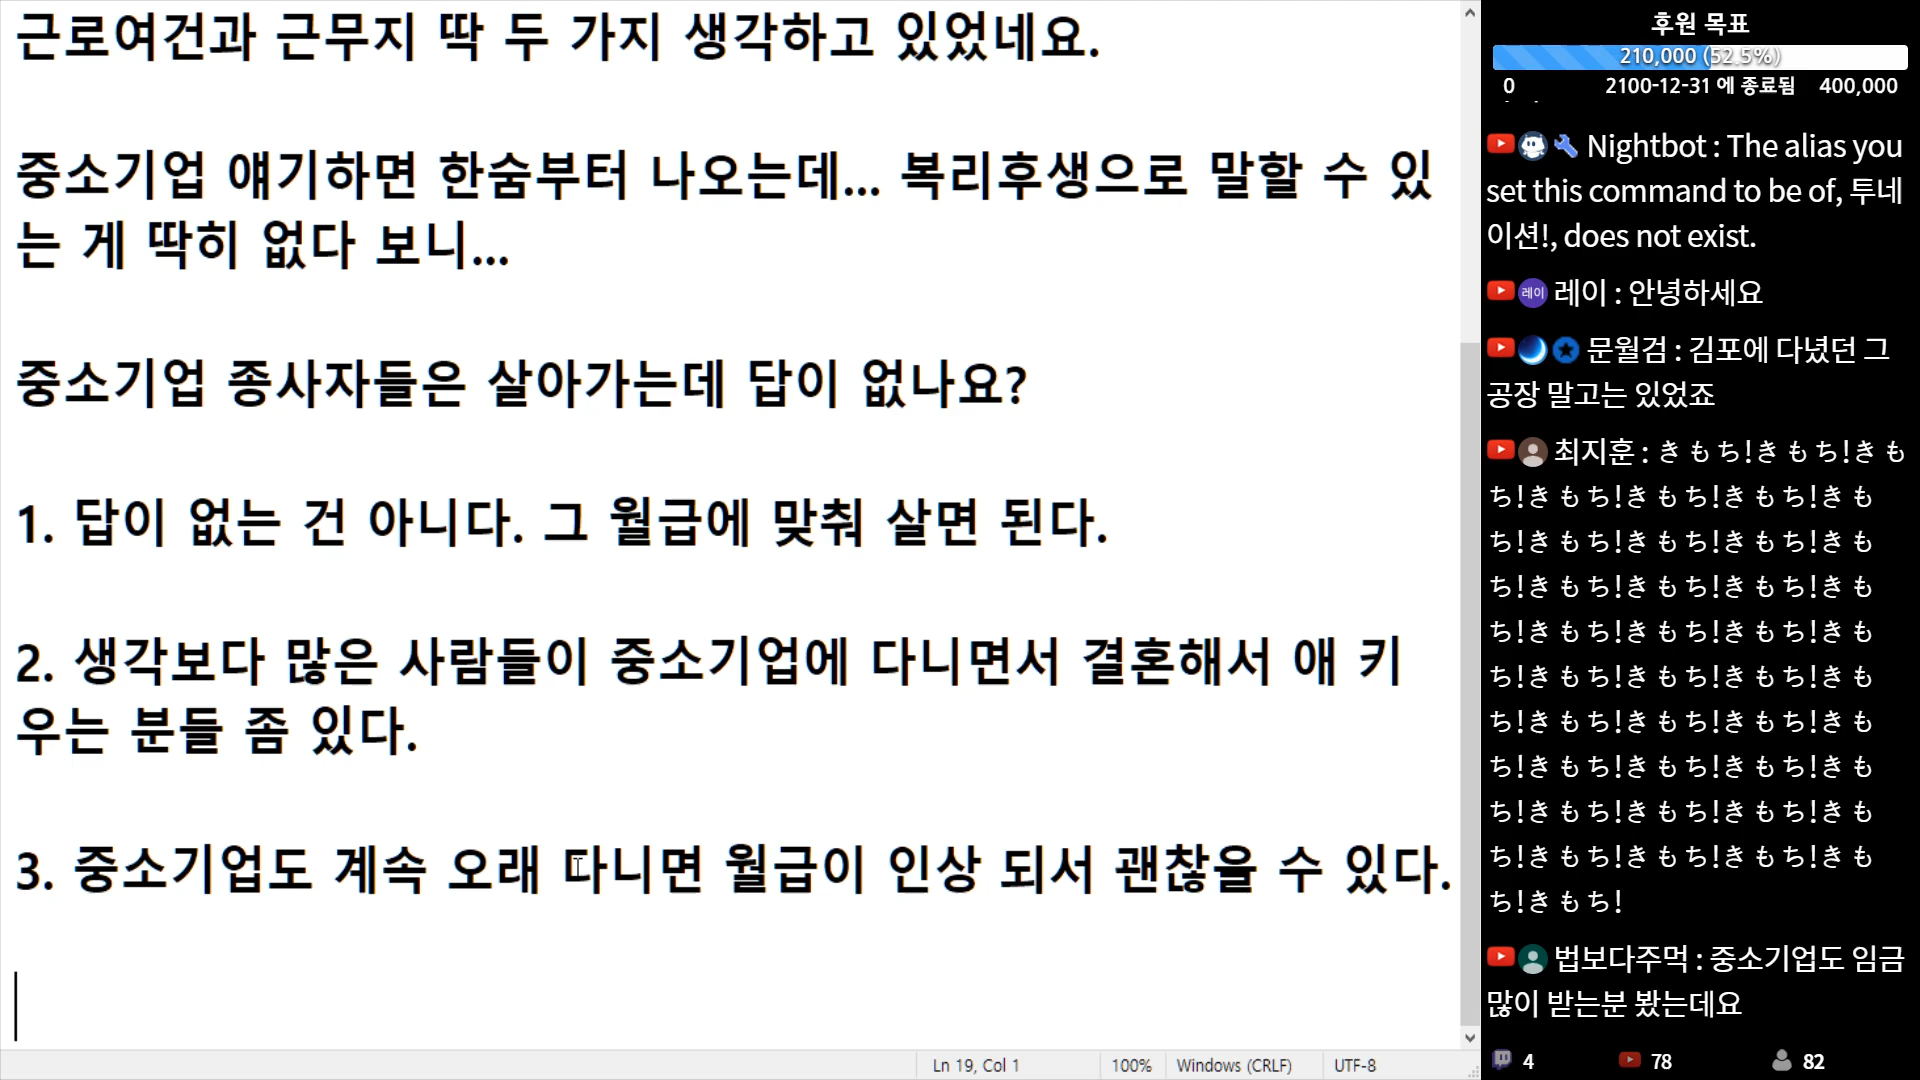 근로여건과 근무지 딱 두 가지 생각하고 있었네요.
중소기업 얘기하면 한숨부터 나오는데... 복리후생으로 말할 수 있
는 게 딱히 없다 보니...
중소기업 종사자들은 살아가는데 답이 없나요?
1. 답이 없는 건 아니다. 그 월급에 맞춰 살면 된다.
2. 생각보다 많은 사람들이 중소기업에 다니면서 결혼해서 애 키
우는 분들 좀 있다.
3. 중소기업도 계속 오래 다니면 월급이 인상 되서 괜찮을 수 있다.
Ln 19, Col 1
100%
Windows (CRLF)
UTF-8
후원 목표
210,000 (52.5%)
0 2100-12-31 에 종료됨 400,000
Nightbot : The alias you
set this command to be of, 투네
이션!, does not exist.
레이 레이 : 안녕하세요
문월검 : 김포에 다녔던 그
공장 말고는 있었죠
최지훈 : きもち!きもち!きも
ち!きもち!きもち!きもち!きも
ち!きもち!きもち!きもち!きも
ち!きもち!きもち!きもち!きも
ち!きもち!きもち!きもち!きも
ち!きもち!きもち!きもち!きも
ち!きもち!きもち!きもち!きも
ち!きもち!きもち!きもち!きも
ち!きもち!きもち!きもち!きも
ち!きもち!きもち!きもち!きも
ち!きもち!
법보다주먹 : 중소기업도 임금
많이 받는분 봤는데요
4 78 82